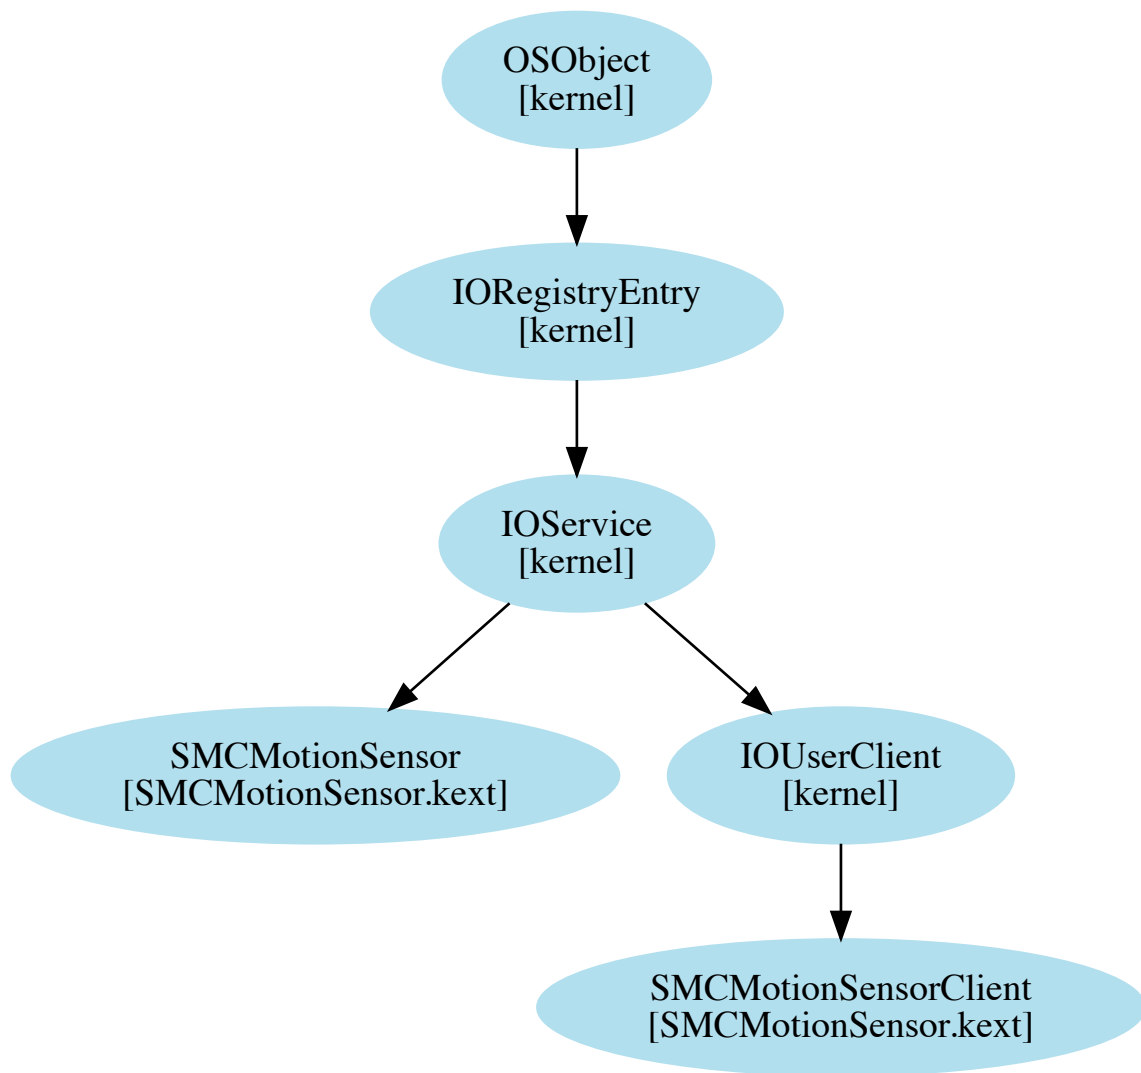 OSObject
[kernel]
IORegistryEntry
[kernel]
IOService
[kernel]
SMCMotionSensor
[SMCMotionSensor.kext]
IOUserClient
[kernel]
SMCMotionSensorClient
[SMCMotionSensor.kext]